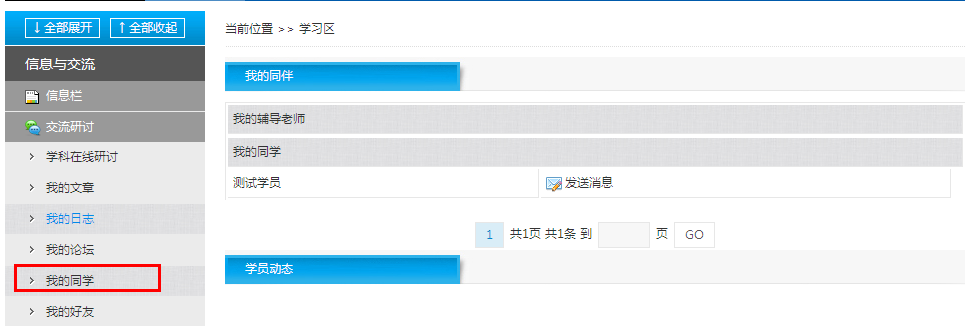 ↓全部展开 ↑全部收起
信息与交流
信息栏
交流研讨
学科在线研讨
我的文章
我的日志
我的论坛
我的同学
我的好友
当前位置 >> 学习区
我的同伴
我的辅导老师
我的同学
测试学员 发送消息
1 共1页 共1条 到 页 GO
学员动态